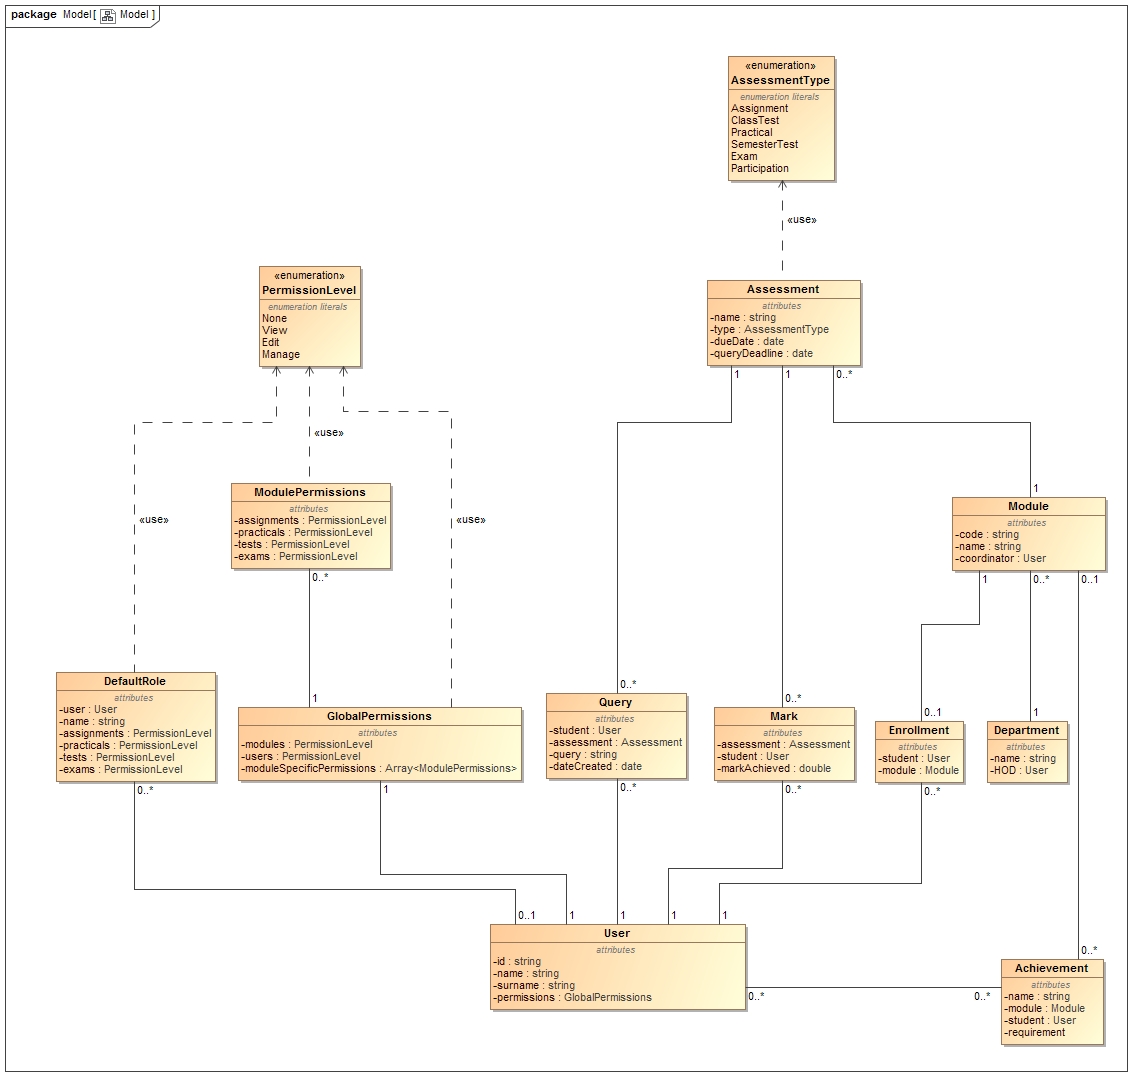 package Model[ Model ]
«enumeration»
AssessmentType
enumeration literals
Assignment
ClassTest
Practical
SemesterTest
Exam
Participation
«use»
«enumeration»
PermissionLevel
enumeration literals
None
View
Edit
Manage
Assessment
attributes
-name : string
-type : AssessmentType
-dueDate : date
-queryDeadline : date
1
1
0..*
«use»
«use»
«use»
ModulePermissions
attributes
-assignments : PermissionLevel
-practicals : PermissionLevel
-tests : PermissionLevel
-exams : PermissionLevel
0..*
1
1
Module
attributes
-code : string
-name : string
-coordinator : User
1
0..*
0..1
DefaultRole
attributes
-user : User
-name : string
-assignments : PermissionLevel
-practicals : PermissionLevel
-tests : PermissionLevel
-exams : PermissionLevel
0..*
GlobalPermissions
attributes
-modules : PermissionLevel
-users : PermissionLevel
-moduleSpecificPermissions : Array<ModulePermissions>
1
0..*
Query
attributes
-student : User
-assessment : Assessment
-query : string
-dateCreated : date
0..*
0..*
Mark
attributes
-assessment : Assessment
-student : User
-markAchieved : double
0..*
0..1
Enrollment
attributes
-student : User
-module : Module
0..*
1
Department
attributes
-name : string
-HOD : User
0..1
1
1
1
1
User
attributes
-id : string
-name : string
-surname : string
-permissions : GlobalPermissions
0..*
0..*
0..*
Achievement
attributes
-name : string
-module : Module
-student : User
-requirement